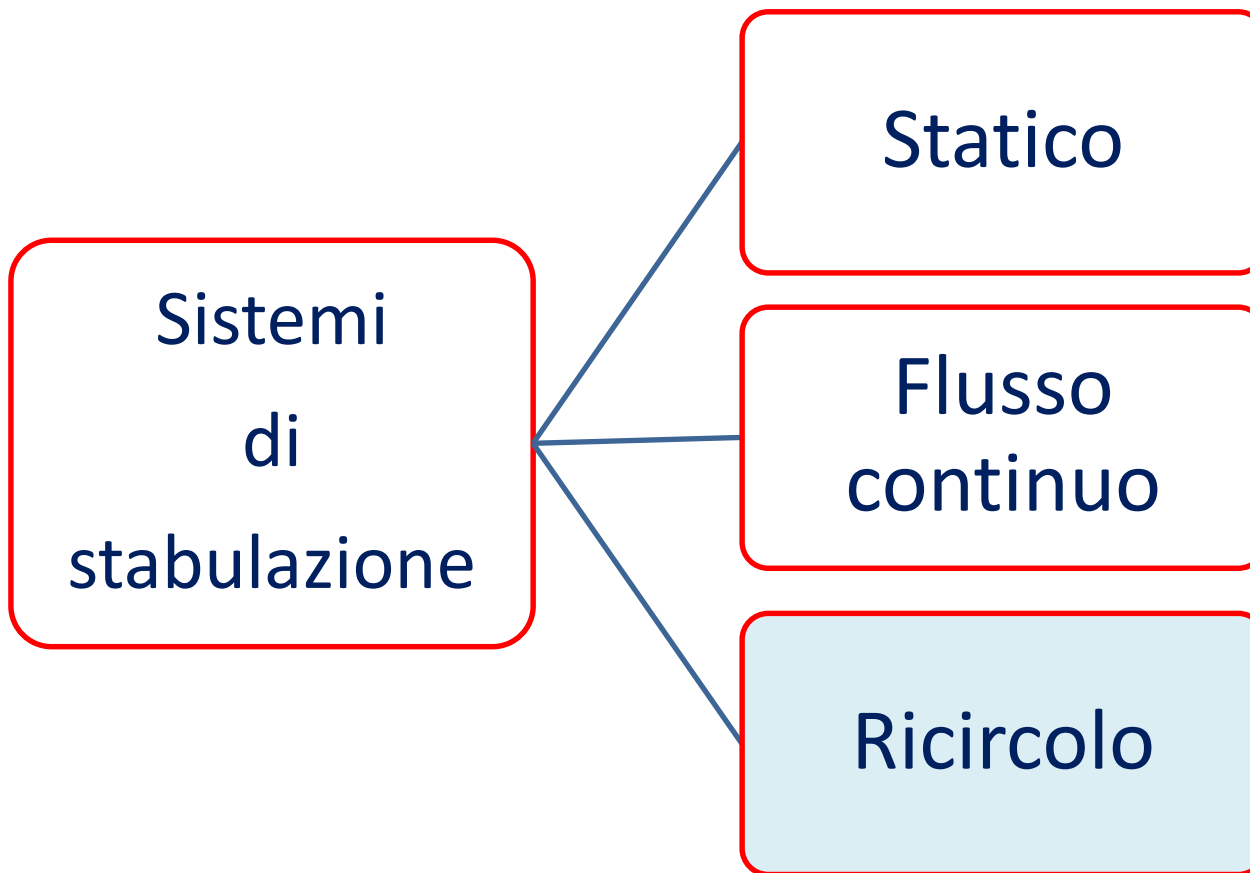 Sistemi
di
stabulazione
Statico
Flusso
continuo
Ricircolo